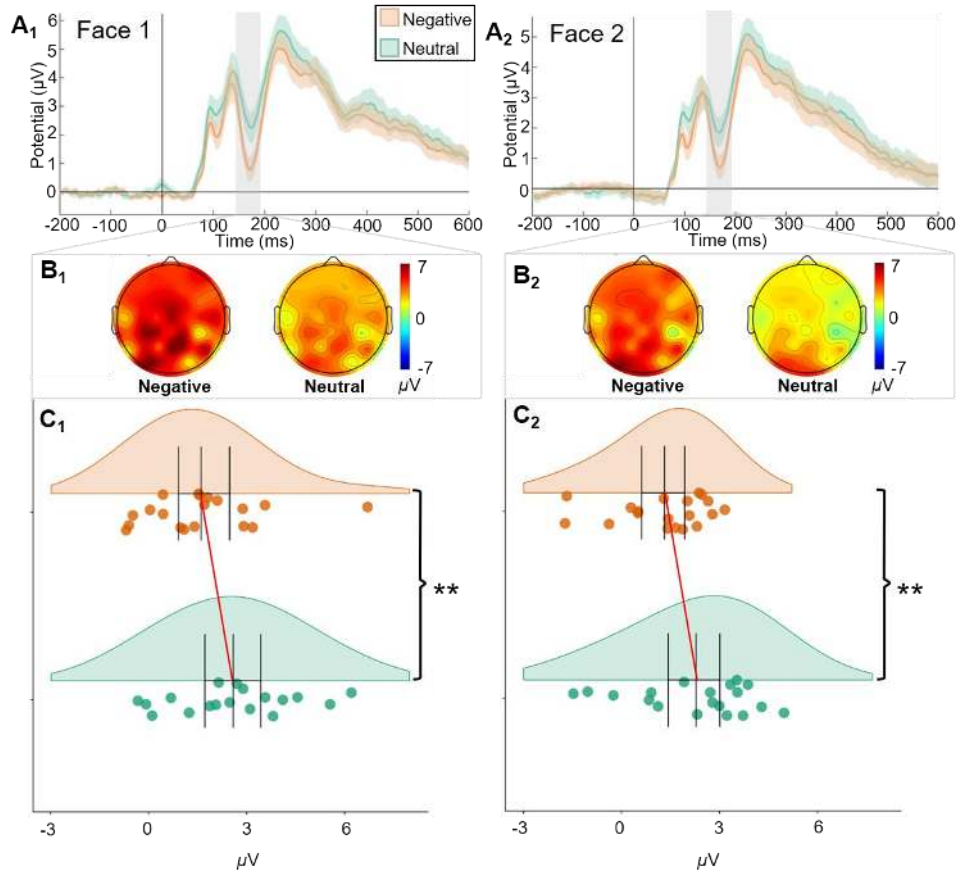 A1
Face 1
Negative
Neutral
Potential (µV)
6
5
4
3
2
1
0
-200 -100 0 100 200 300 400 500 600
Time (ms)
A2
Face 2
Potential (µV)
6
5
4
3
2
1
0
-200 -100 0 100 200 300 400 500 600
Time (ms)
B1
Negative
Neutral
7
0
-7
µV
B2
Negative
Neutral
7
0
-7
µV
C1
**
-3 0 3 6
µV
C2
**
-3 0 3 6
µV